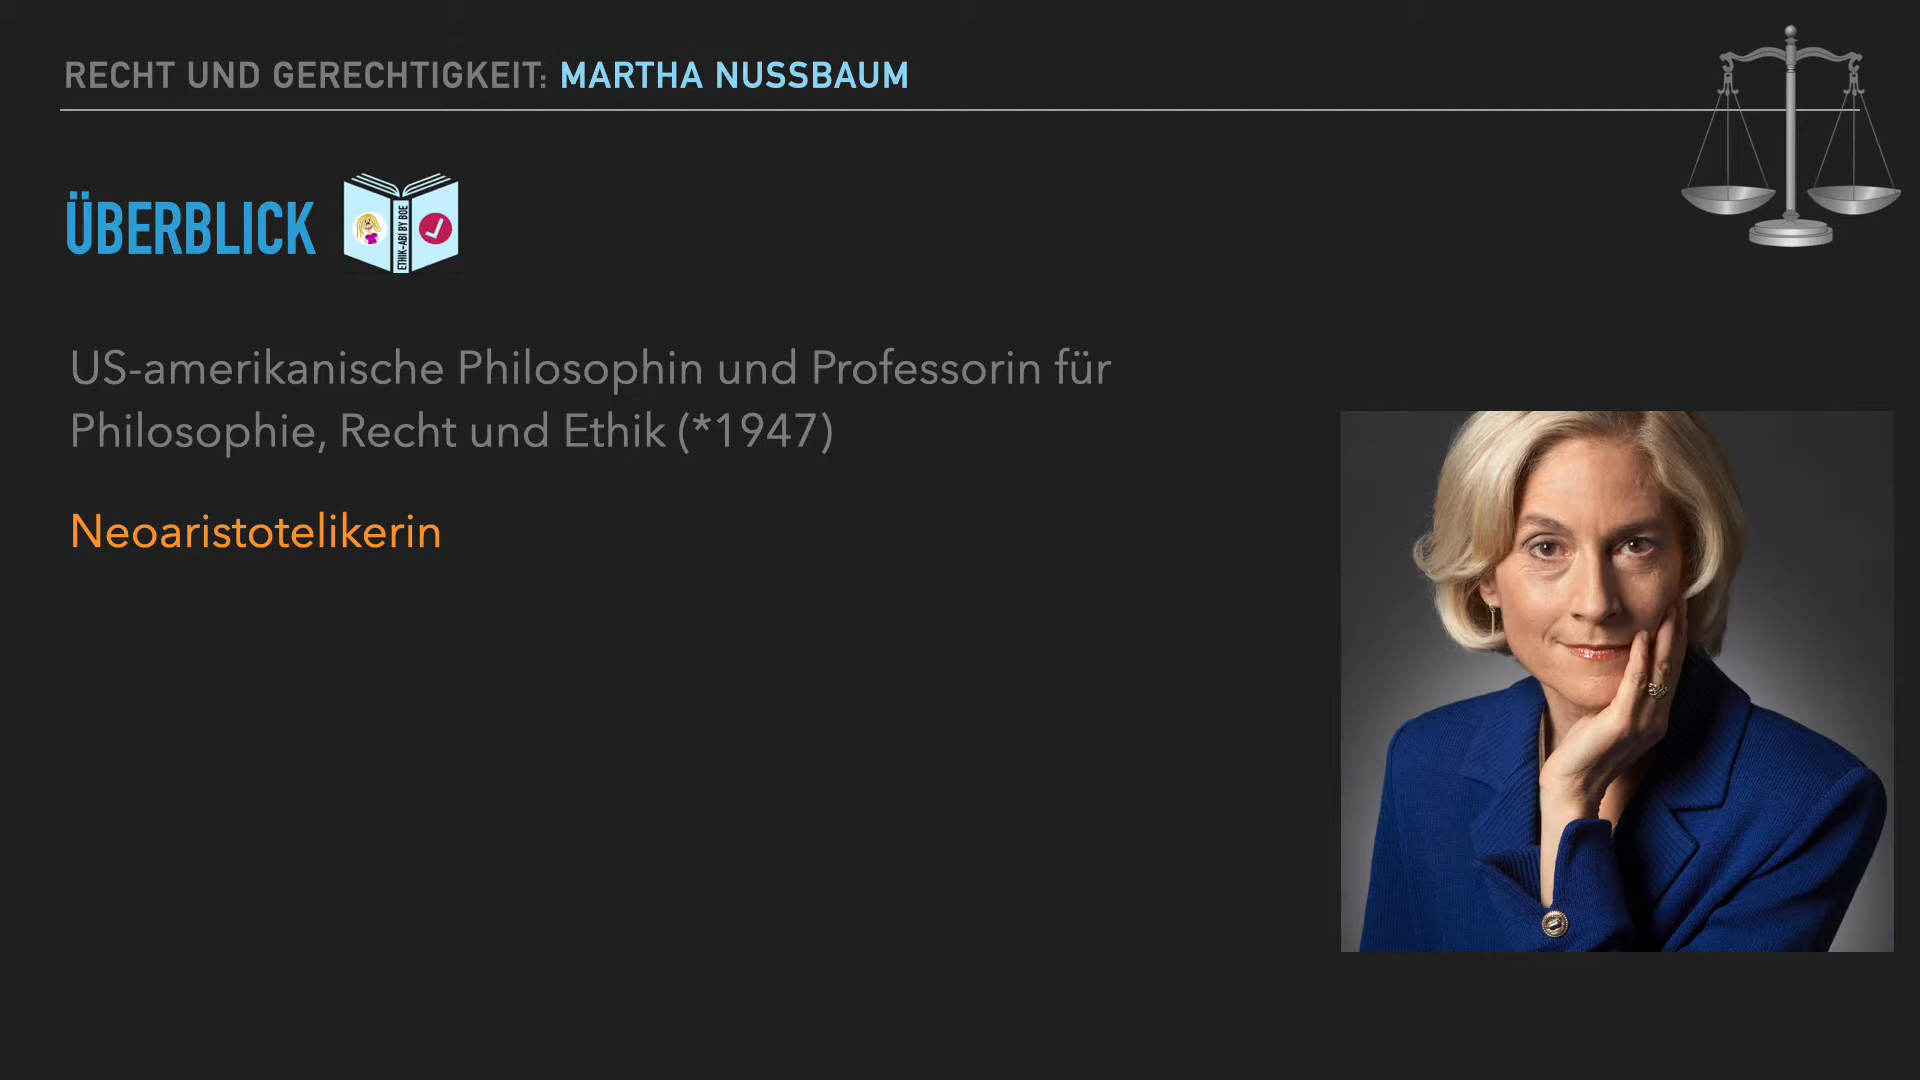 RECHT UND GERECHTIGKEIT: MARTHA NUSSBAUM
ÜBERBLICK
ETHIK-ABI BY BOE
US-amerikanische Philosophin und Professorin für
Philosophie, Recht und Ethik (*1947)
Neoaristotelikerin